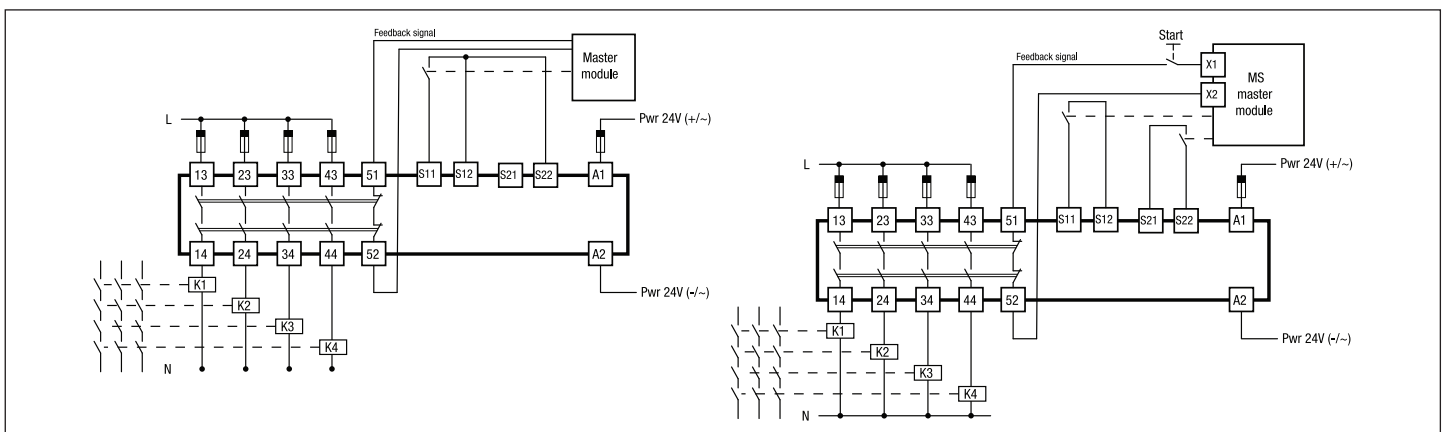 Feedback signal
Master
module
L
Pwr 24V (+/~)
13 23 33 43 51 S11 S12 S21 S22 A1
14 24 34 44 52 A2
K1
K2
K3
K4
N
Pwr 24V (-/~)
Start
Feedback signal
X1
X2
MS
master
module
L
Pwr 24V (+/~)
13 23 33 43 51 S11 S12 S21 S22 A1
14 24 34 44 52 A2
K1
K2
K3
K4
N
Pwr 24V (-/~)